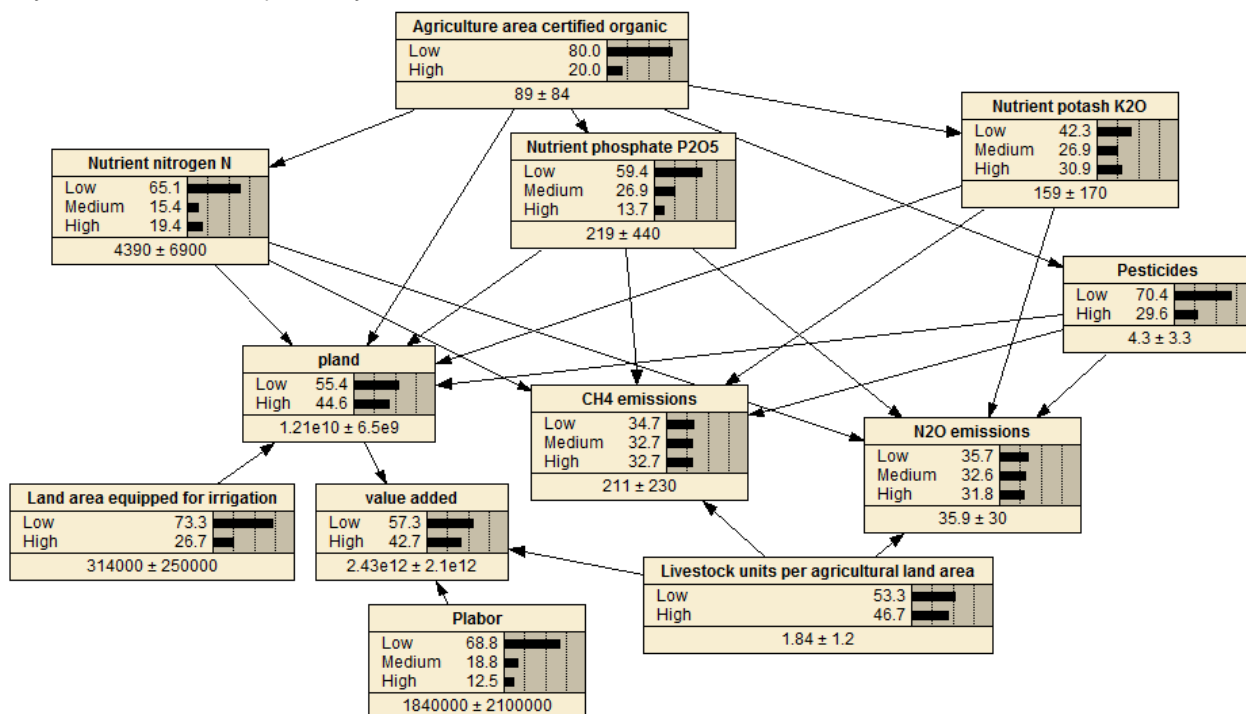 Agriculture area certified organic
Low 80.0
High 20.0
89 ± 84
Nutrient potash K2O
Low 42.3
Medium 26.9
High 30.9
159 ± 170
Nutrient phosphate P2O5
Low 59.4
Medium 26.9
High 13.7
219 ± 440
Nutrient nitrogen N
Low 65.1
Medium 15.4
High 19.4
4390 ± 6900
Pesticides
Low 70.4
High 29.6
4.3 ± 3.3
pland
Low 55.4
High 44.6
1.21e10 ± 6.5e9
CH4 emissions
Low 34.7
Medium 32.7
High 32.7
211 ± 230
N2O emissions
Low 35.7
Medium 32.6
High 31.8
35.9 ± 30
Land area equipped for irrigation
Low 73.3
High 26.7
314000 ± 250000
value added
Low 57.3
High 42.7
2.43e12 ± 2.1e12
Livestock units per agricultural land area
Low 53.3
High 46.7
1.84 ± 1.2
Plabor
Low 68.8
Medium 18.8
High 12.5
1840000 ± 2100000